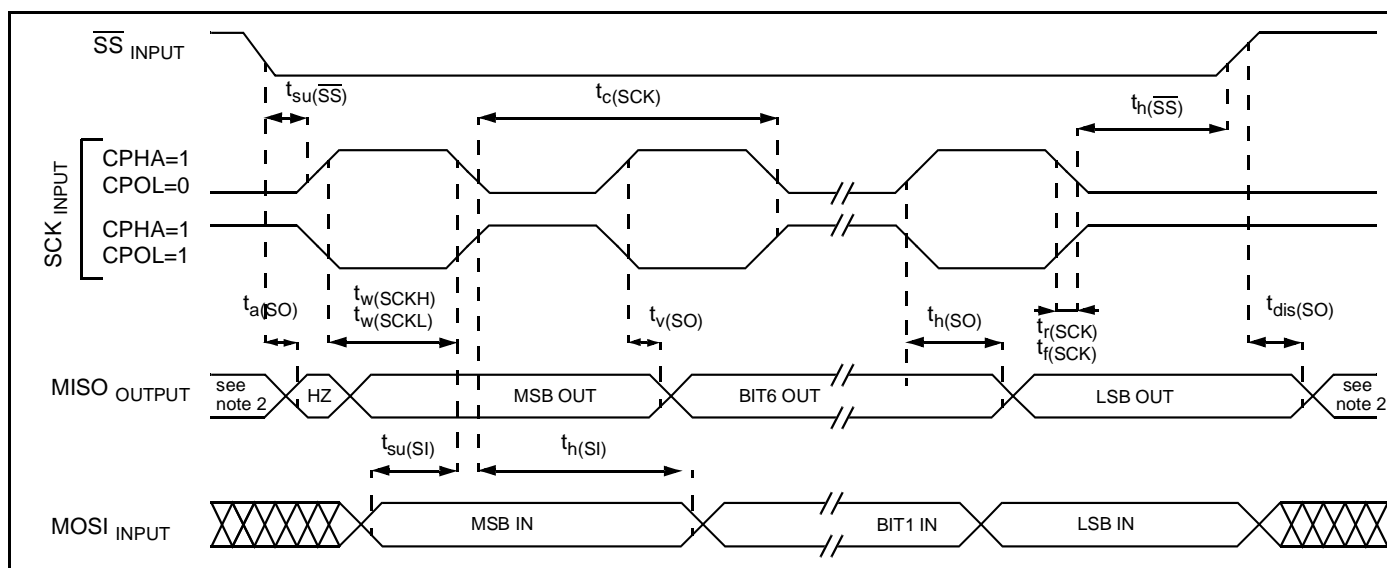 SS INPUT
tsu(SS)
tc(SCK)
th(SS)
SCK INPUT
CPHA=1
CPOL=0
CPHA=1
CPOL=1
ta(SO)
tw(SCKH)
tw(SCKL)
tv(SO)
th(SO)
tr(SCK)
tf(SCK)
tdis(SO)
MISO OUTPUT
see
note 2
HZ
MSB OUT
BIT6 OUT
LSB OUT
see
note 2
tsu(SI)
th(SI)
MOSI INPUT
MSB IN
BIT1 IN
LSB IN